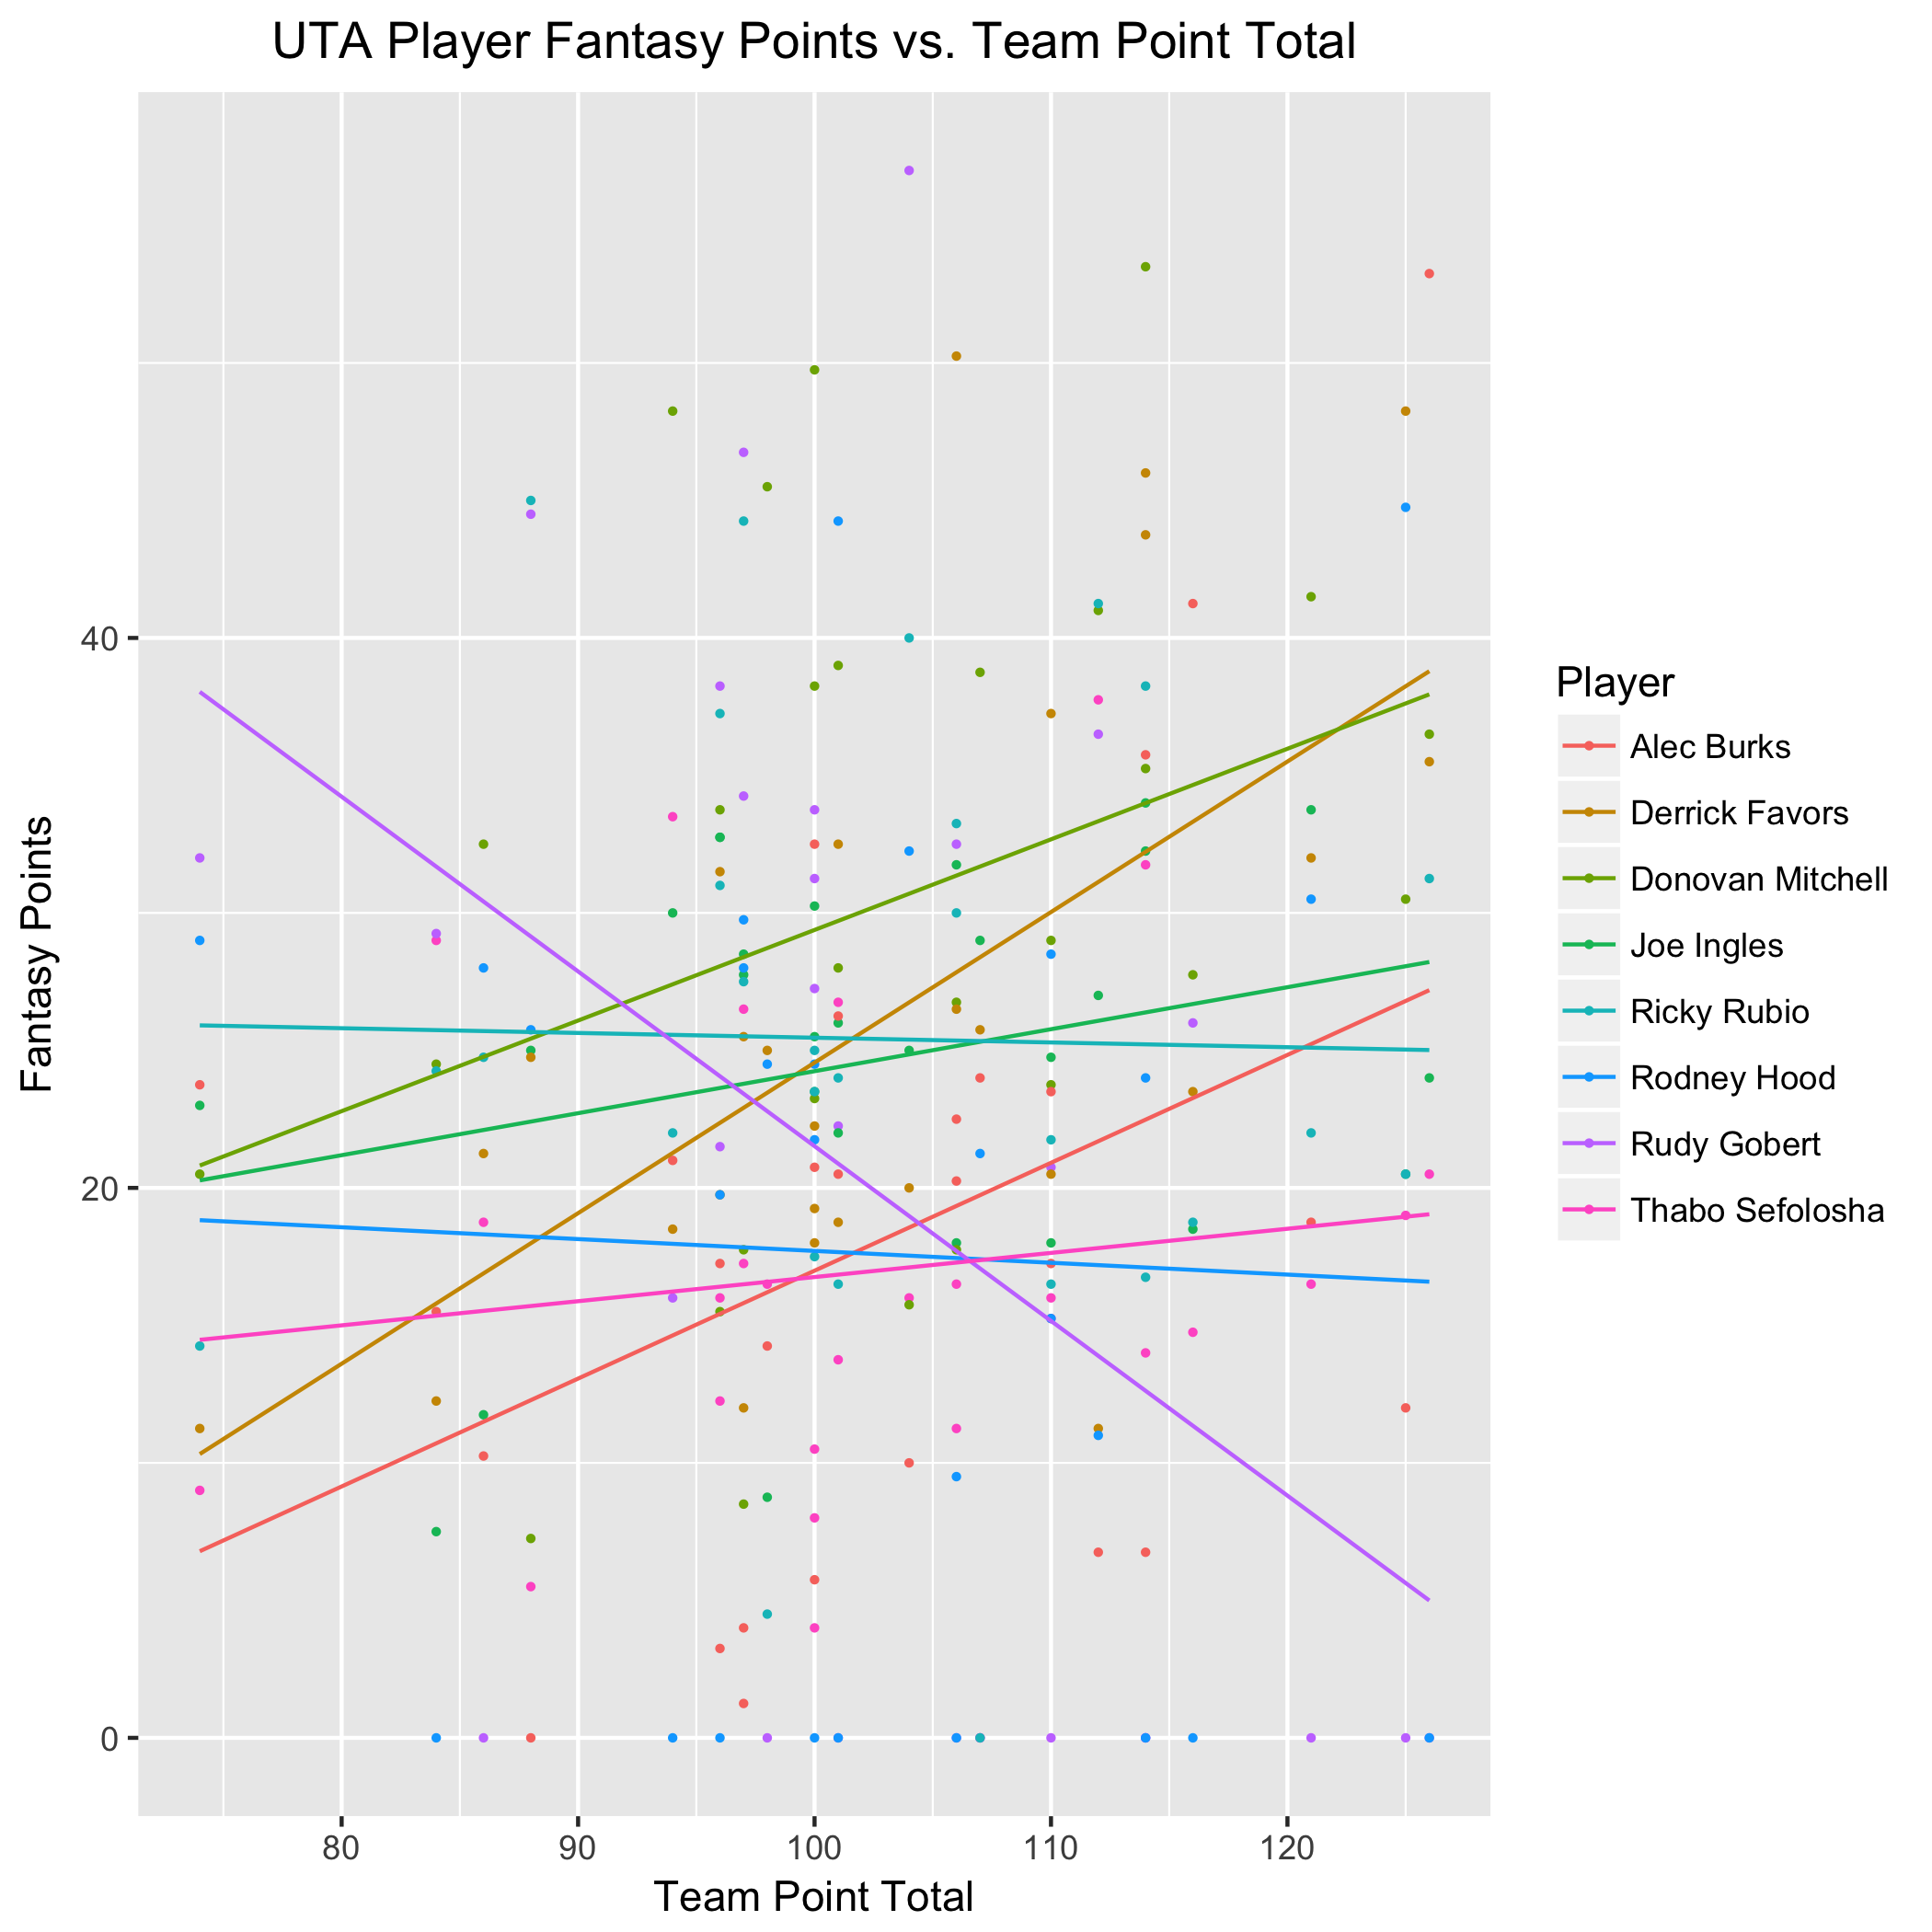 UTA Player Fantasy Points vs. Team Point Total
Fantasy Points
40
20
0
80
90
100
110
120
Team Point Total
Player
Alec Burks
Derrick Favors
Donovan Mitchell
Joe Ingles
Ricky Rubio
Rodney Hood
Rudy Gobert
Thabo Sefolosha